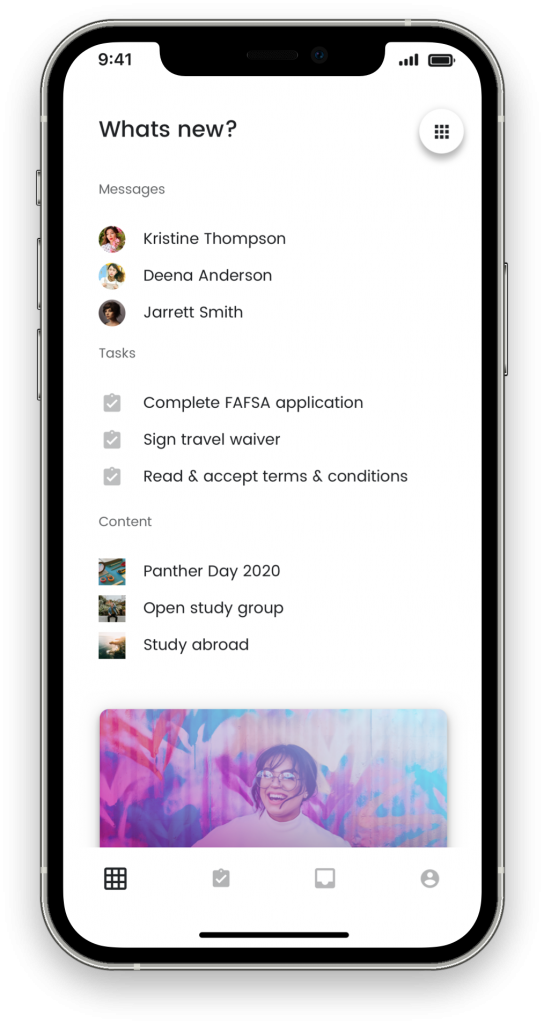 9:41
Whats new?
Messages
Kristine Thompson
Deena Anderson
Jarrett Smith
Tasks
Complete FAFSA application
Sign travel waiver
Read & accept terms & conditions
Content
Panther Day 2020
Open study group
Study abroad